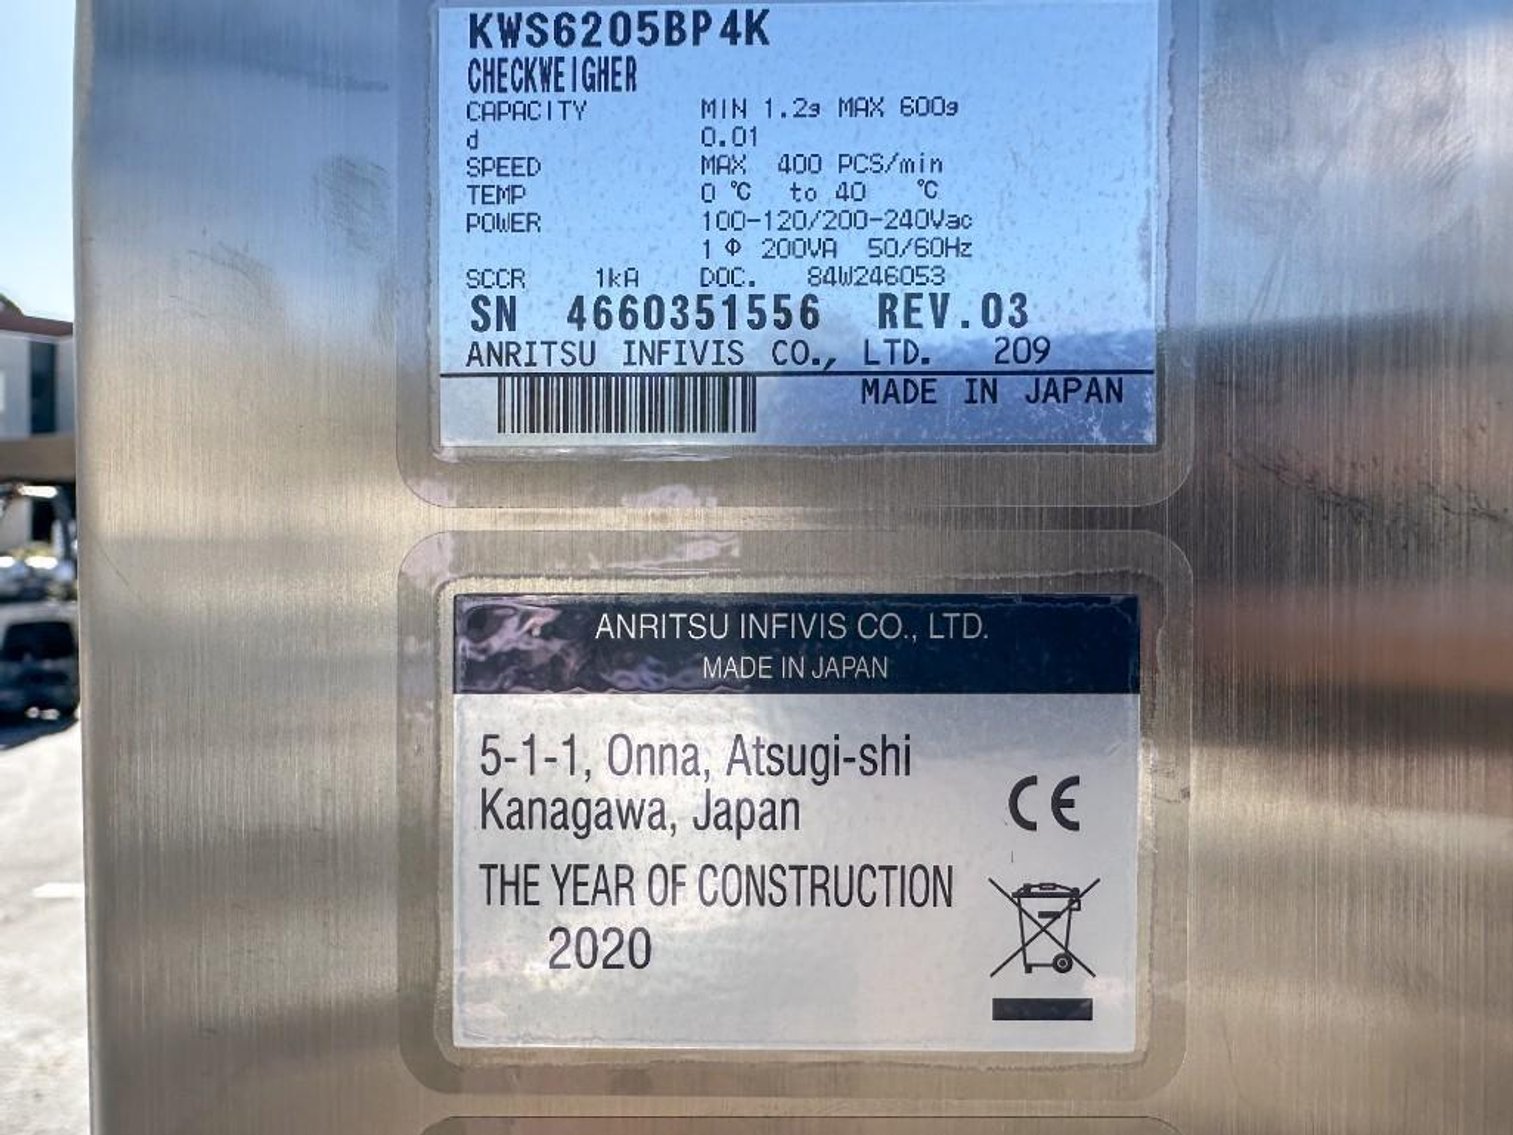 KWS6205BP4K
CHECKWEIGHER
CAPACITY MIN 1.2g MAX 600g
d 0.01
SPEED MAX 400 PCS/min
TEMP 0 ℃ to 40 ℃
POWER 100-120/200-240Vac
1 Φ 200VA 50/60Hz
SCCR 1kA DOC. 84W246053
SN 4660351556 REV.03
ANRITSU INFIVIS CO., LTD. 209
MADE IN JAPAN
ANRITSU INFIVIS CO., LTD.
MADE IN JAPAN
5-1-1, Onna, Atsugi-shi
Kanagawa, Japan
CE
THE YEAR OF CONSTRUCTION
2020